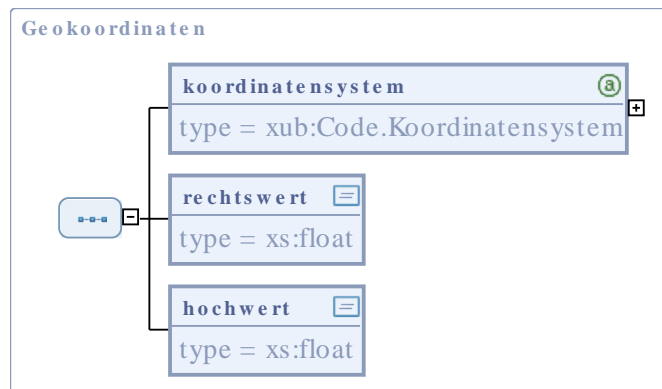 Geokoordinaten
koordinatensystem
type = xub:Code.Koordinatensystem
rechtswert
type = xs:float
hochwert
type = xs:float